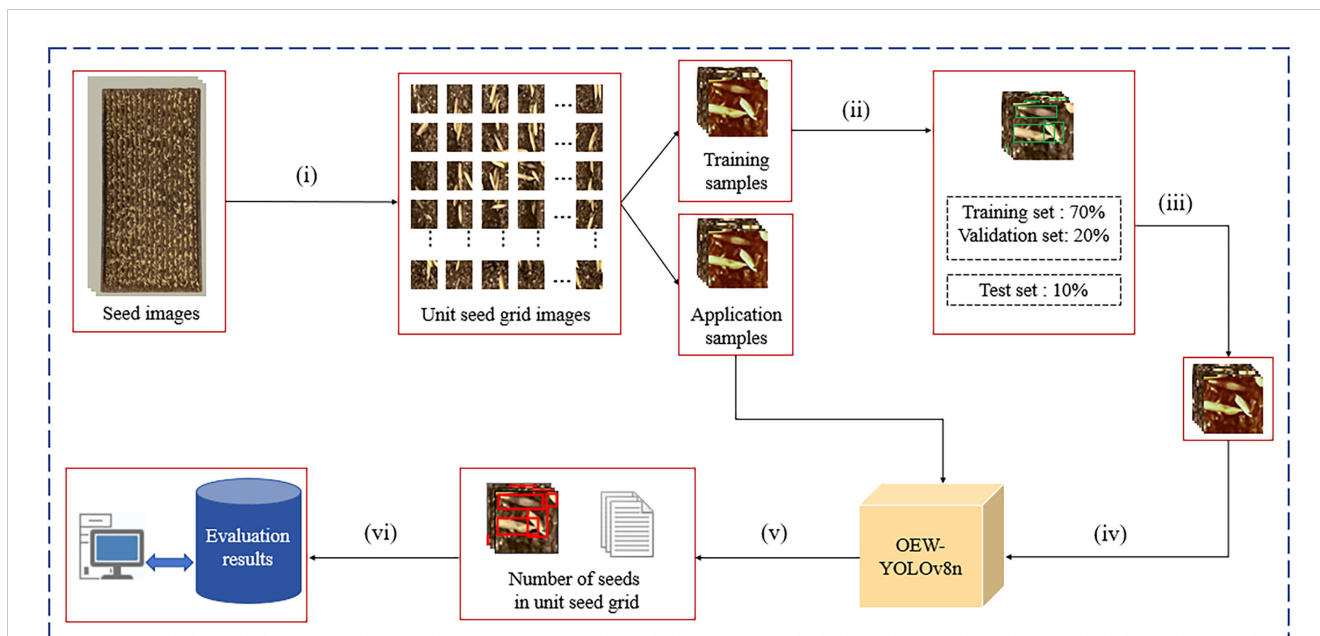 (i)
Seed images
Unit seed grid images
Training
samples
Application
samples
(ii)
Training set : 70%
Validation set: 20%
Test set : 10%
(iii)
(iv)
OEW-
YOLOv8n
(v)
Number of seeds
in unit seed grid
(vi)
Evaluation
results